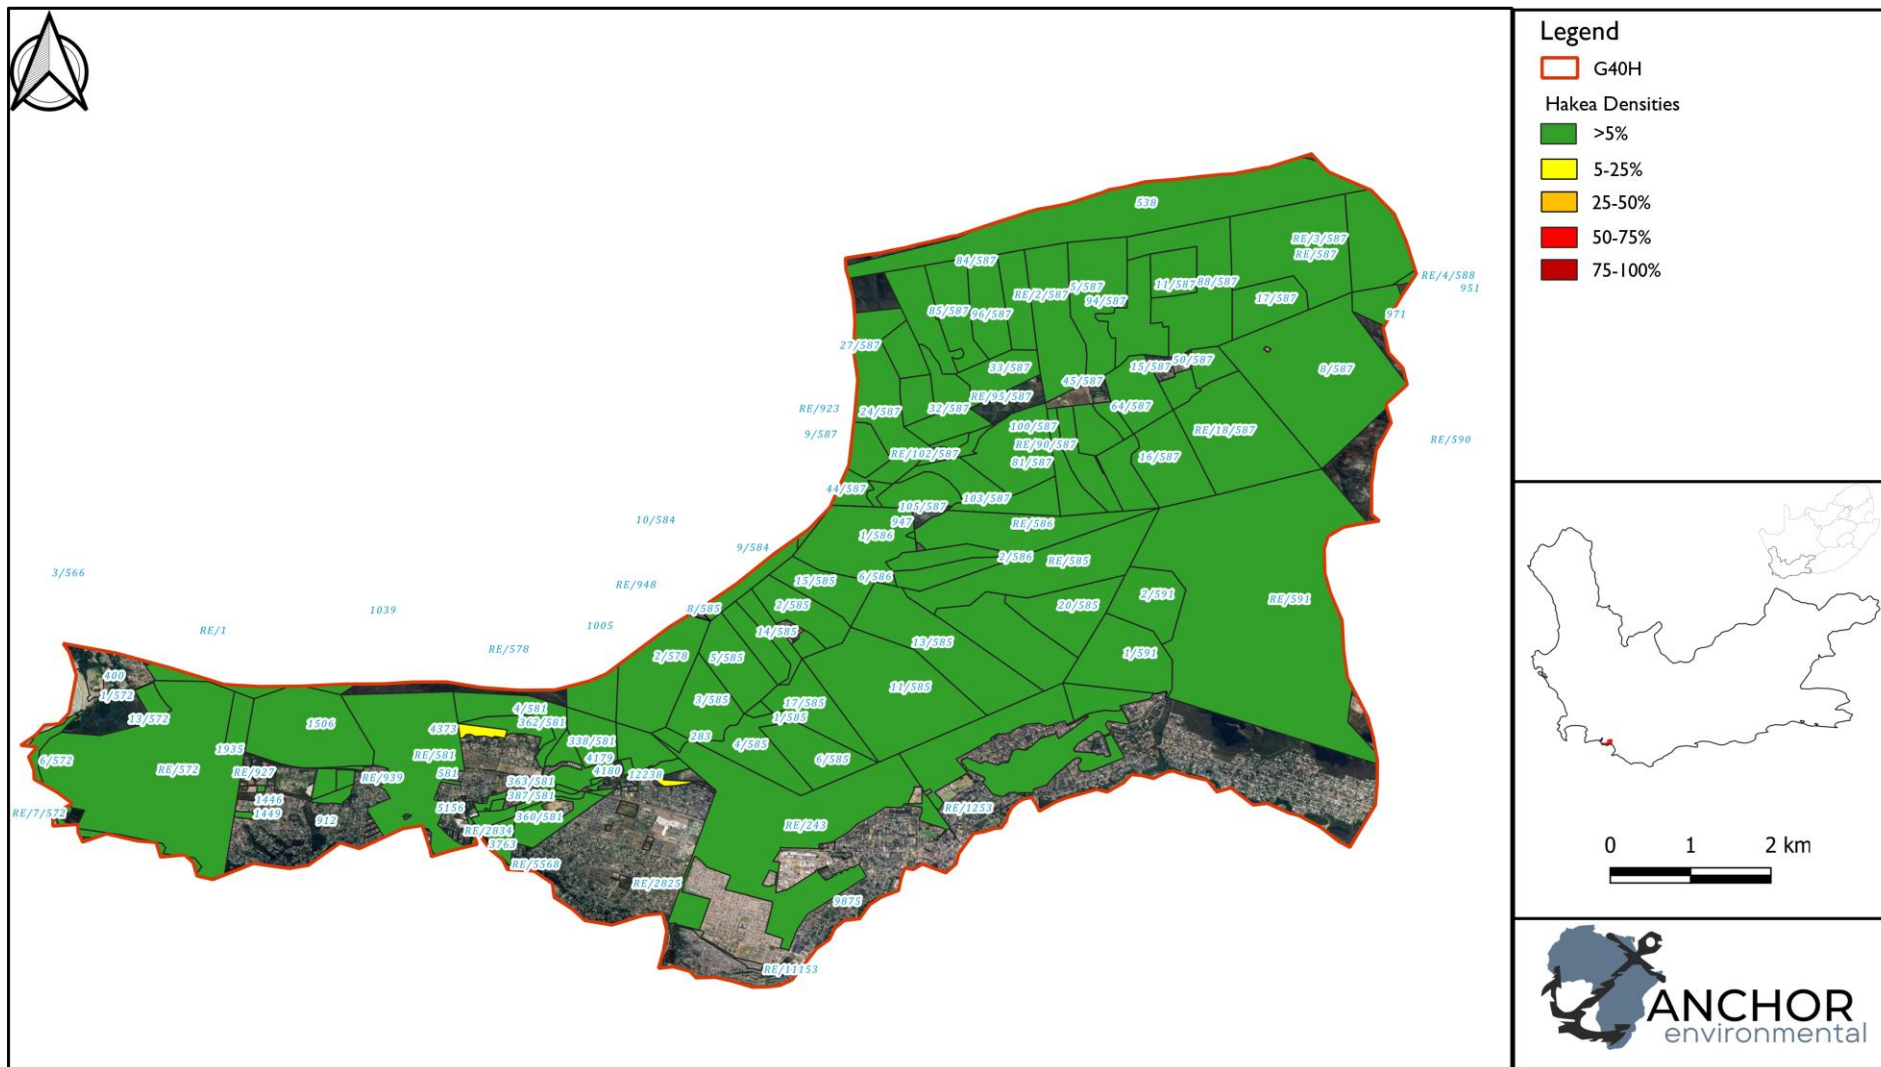 Legend
G40H
Hakea Densities
>5%
5-25%
25-50%
50-75%
75-100%
538
RE/3/587
RE/587
84/587
RE/4/588
951
5/587
11/587
88/587
RE/2/587
94/587
17/587
85/587
96/587
971
27/587
33/587
15/587
50/587
8/587
45/587
RE/95/587
RE/923
24/587
32/587
64/587
9/587
100/587
RE/18/587
RE/90/587
RE/590
RE/102/587
81/587
16/587
44/587
103/587
105/587
10/584
947
RE/586
1/586
9/584
2/586
RE/585
3/566
15/585
6/586
RE/948
2/591
RE/591
1039
8/585
2/585
20/585
RE/1
1005
14/585
13/585
RE/578
2/578
5/585
1/591
400
1/572
11/585
3/585
17/585
4/581
13/572
1506
362/581
1/585
4373
338/581
283
4/585
1935
RE/581
4179
6/585
6/572
RE/572
RE/927
RE/939
581
4180
12238
363/581
387/581
1446
1449
912
5156
360/581
RE/7/572
RE/1253
RE/2834
RE/243
3763
RE/5568
RE/2825
9875
RE/11153
0 1 2 km
ANCHOR
environmental